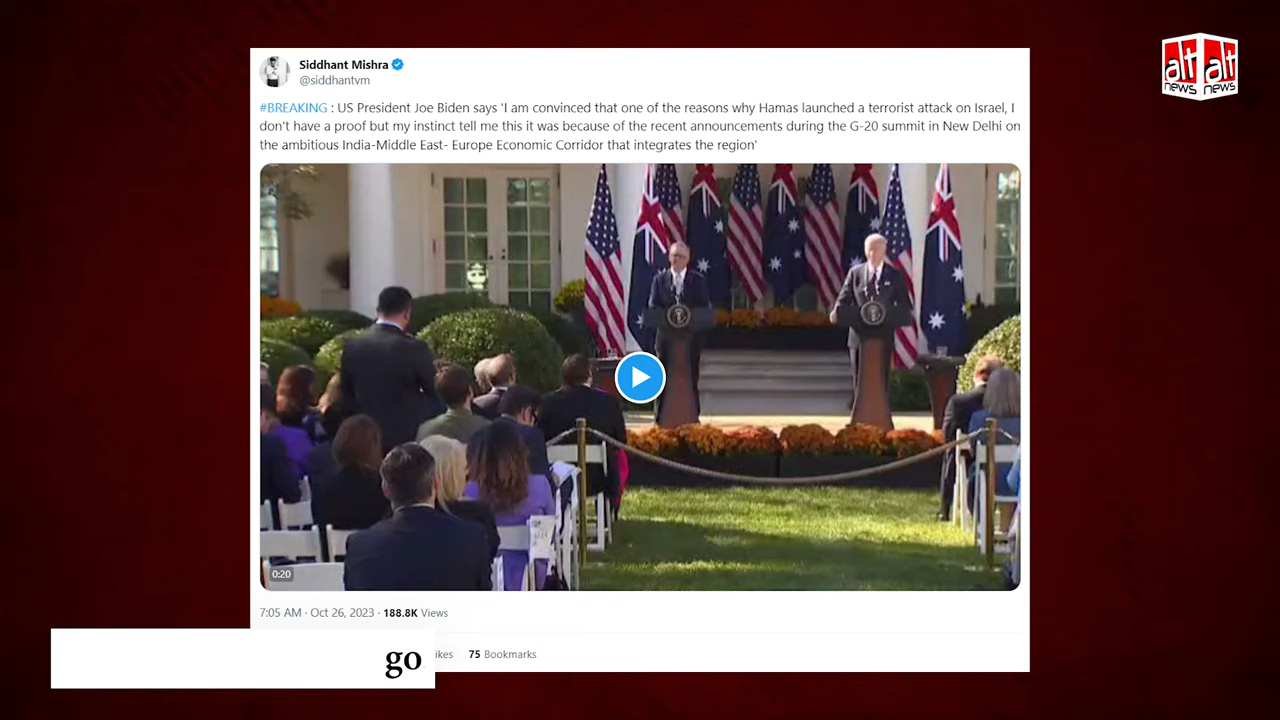 Siddhant Mishra
@siddhantvm
#BREAKING : US President Joe Biden says 'I am convinced that one of the reasons why Hamas launched a terrorist attack on Israel, I
don't have a proof but my instinct tell me this it was because of the recent announcements during the G-20 summit in New Delhi on
the ambitious India-Middle East- Europe Economic Corridor that integrates the region'
0:20
7:05 AM · Oct 26, 2023 · 188.8K Views
ikes 75 Bookmarks
go
alt alt
news news